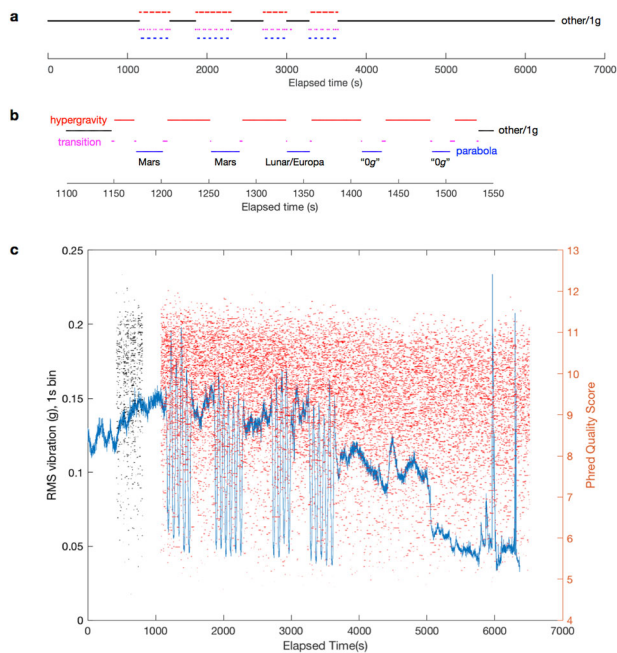 a
other/1g
0 1000 2000 3000 4000 5000 6000 7000
Elapsed time (s)
b
hypergravity
other/1g
transition
parabola
Mars Mars Lunar/Europa "0g" "0g"
1100 1150 1200 1250 1300 1350 1400 1450 1500 1550
Elapsed time (s)
c
RMS vibration (g), 1s bin
0.25
0.2
0.15
0.1
0.05
0
Phred Quality Score
13
12
11
10
9
8
7
6
5
4
0 1000 2000 3000 4000 5000 6000 7000
Elapsed Time(s)